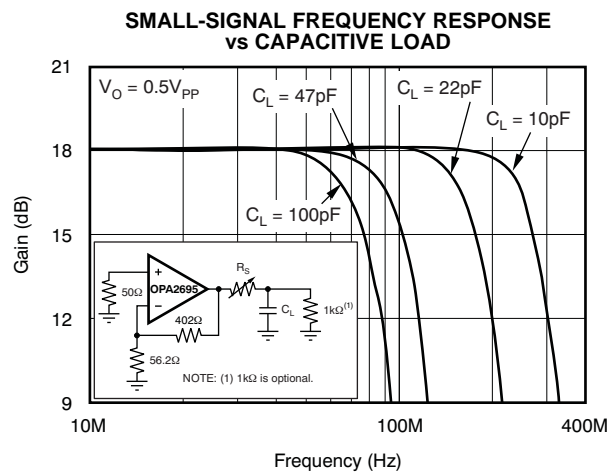 SMALL-SIGNAL FREQUENCY RESPONSE
vs CAPACITIVE LOAD
21
18
15
12
9
Gain (dB)
V_O = 0.5V_PP
C_L = 47pF
C_L = 22pF
C_L = 10pF
C_L = 100pF
50Ω
+
−
OPA2695
R_S
C_L
1kΩ(1)
402Ω
56.2Ω
NOTE: (1) 1kΩ is optional.
10M
100M
400M
Frequency (Hz)